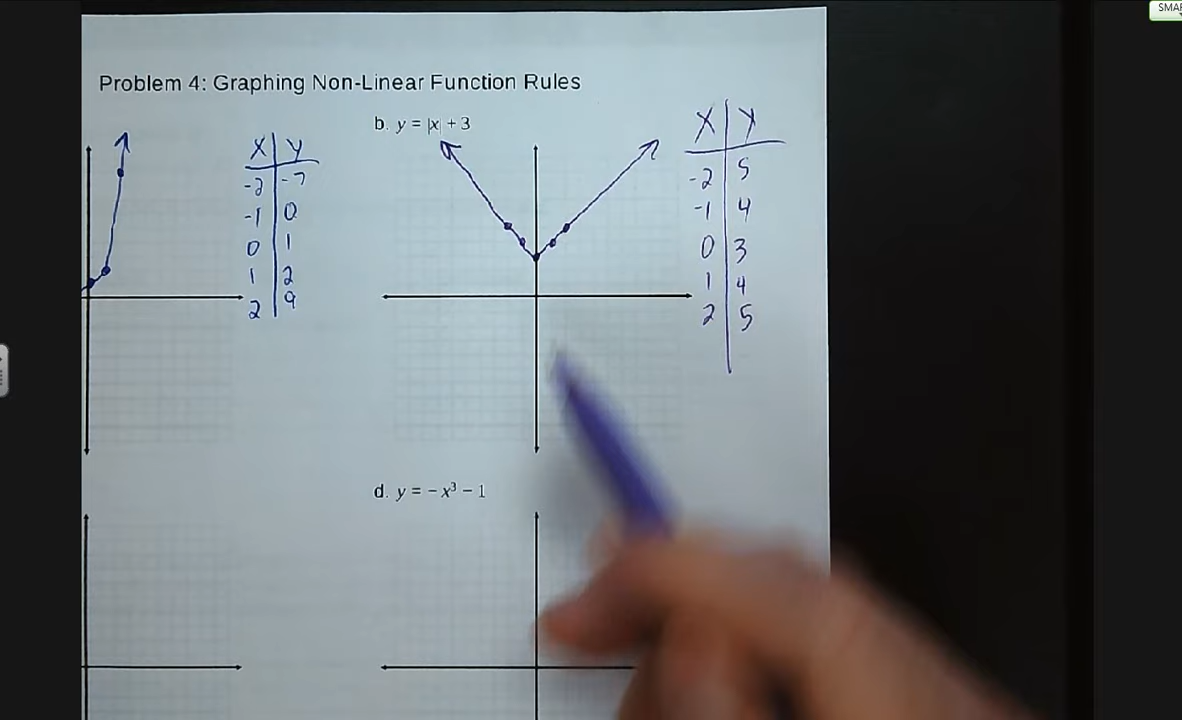 SMAR
Problem 4: Graphing Non-Linear Function Rules
X Y
-2 -7
-1 0
0 1
1 2
2 9
b. y = |x| + 3
X Y
-2 5
-1 4
0 3
1 4
2 5
d. y = − x³ − 1